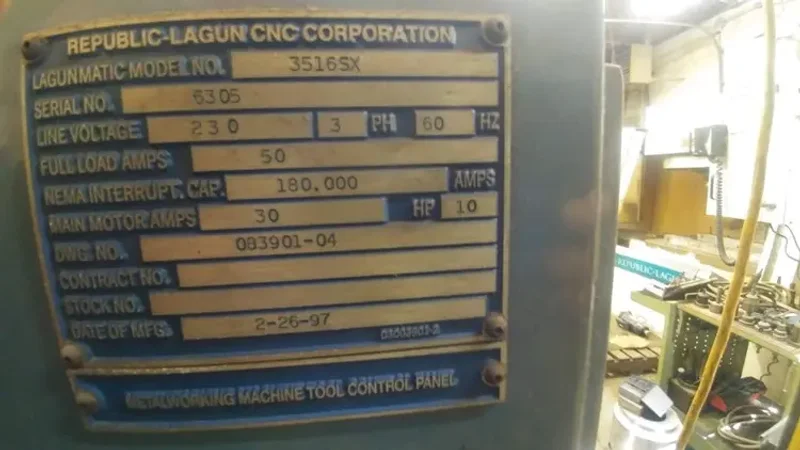 REPUBLIC-LAGUN CNC CORPORATION
LAGUNMATIC MODEL NO. 3516SX
SERIAL NO. 6305
LINE VOLTAGE 230 3 PH 60 HZ
FULL LOAD AMPS 50
NEMA INTERRUPT. CAP. 180,000 AMPS
MAIN MOTOR AMPS 30 HP 10
DWG. NO. 083901-04
CONTRACT NO.
STOCK NO.
DATE OF MFG. 2-26-97
METALWORKING MACHINE TOOL CONTROL PANEL
REPUBLIC-LAGUN